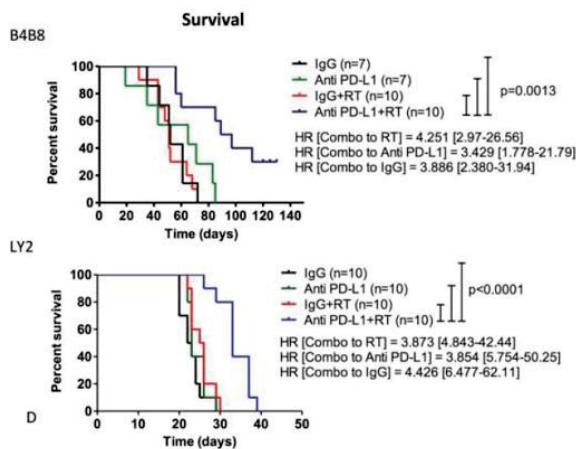 Survival
B4B8
100
80
60
40
20
0
Percent survival
0 20 40 60 80 100 120 140
Time (days)
IgG (n=7)
Anti PD-L1 (n=7)
IgG+RT (n=10)
Anti PD-L1+RT (n=10)
p=0.0013
HR [Combo to RT] = 4.251 [2.97-26.56]
HR [Combo to Anti PD-L1] = 3.429 [1.778-21.79]
HR [Combo to IgG] = 3.886 [2.380-31.94]
LY2
100
80
60
40
20
0
Percent survival
0 10 20 30 40 50
Time (days)
IgG (n=10)
Anti PD-L1 (n=10)
IgG+RT (n=10)
Anti PD-L1+RT (n=10)
p<0.0001
HR [Combo to RT] = 3.873 [4.843-42.44]
HR [Combo to Anti PD-L1] = 3.854 [5.754-50.25]
HR [Combo to IgG] = 4.426 [6.477-62.11]
D